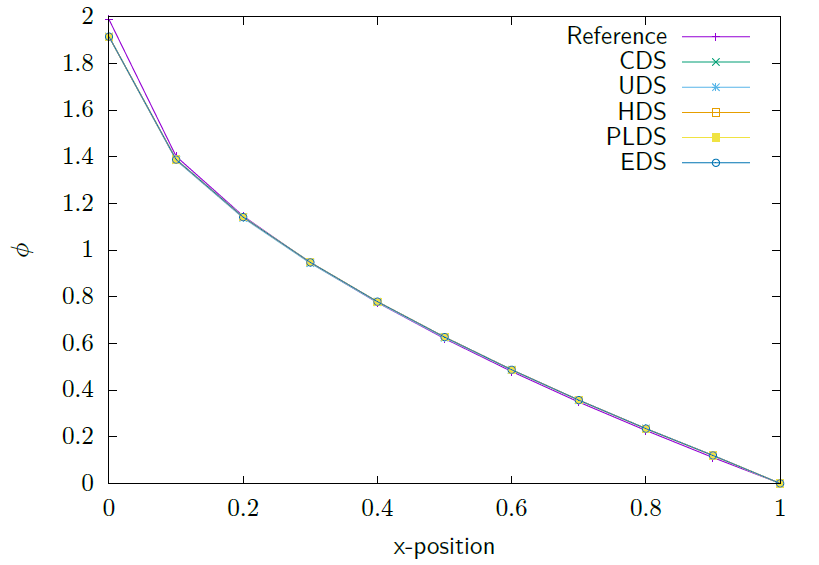 2
1.8
1.6
1.4
1.2
1
0.8
0.6
0.4
0.2
0
ϕ
Reference
CDS
UDS
HDS
PLDS
EDS
0 0.2 0.4 0.6 0.8 1
x-position